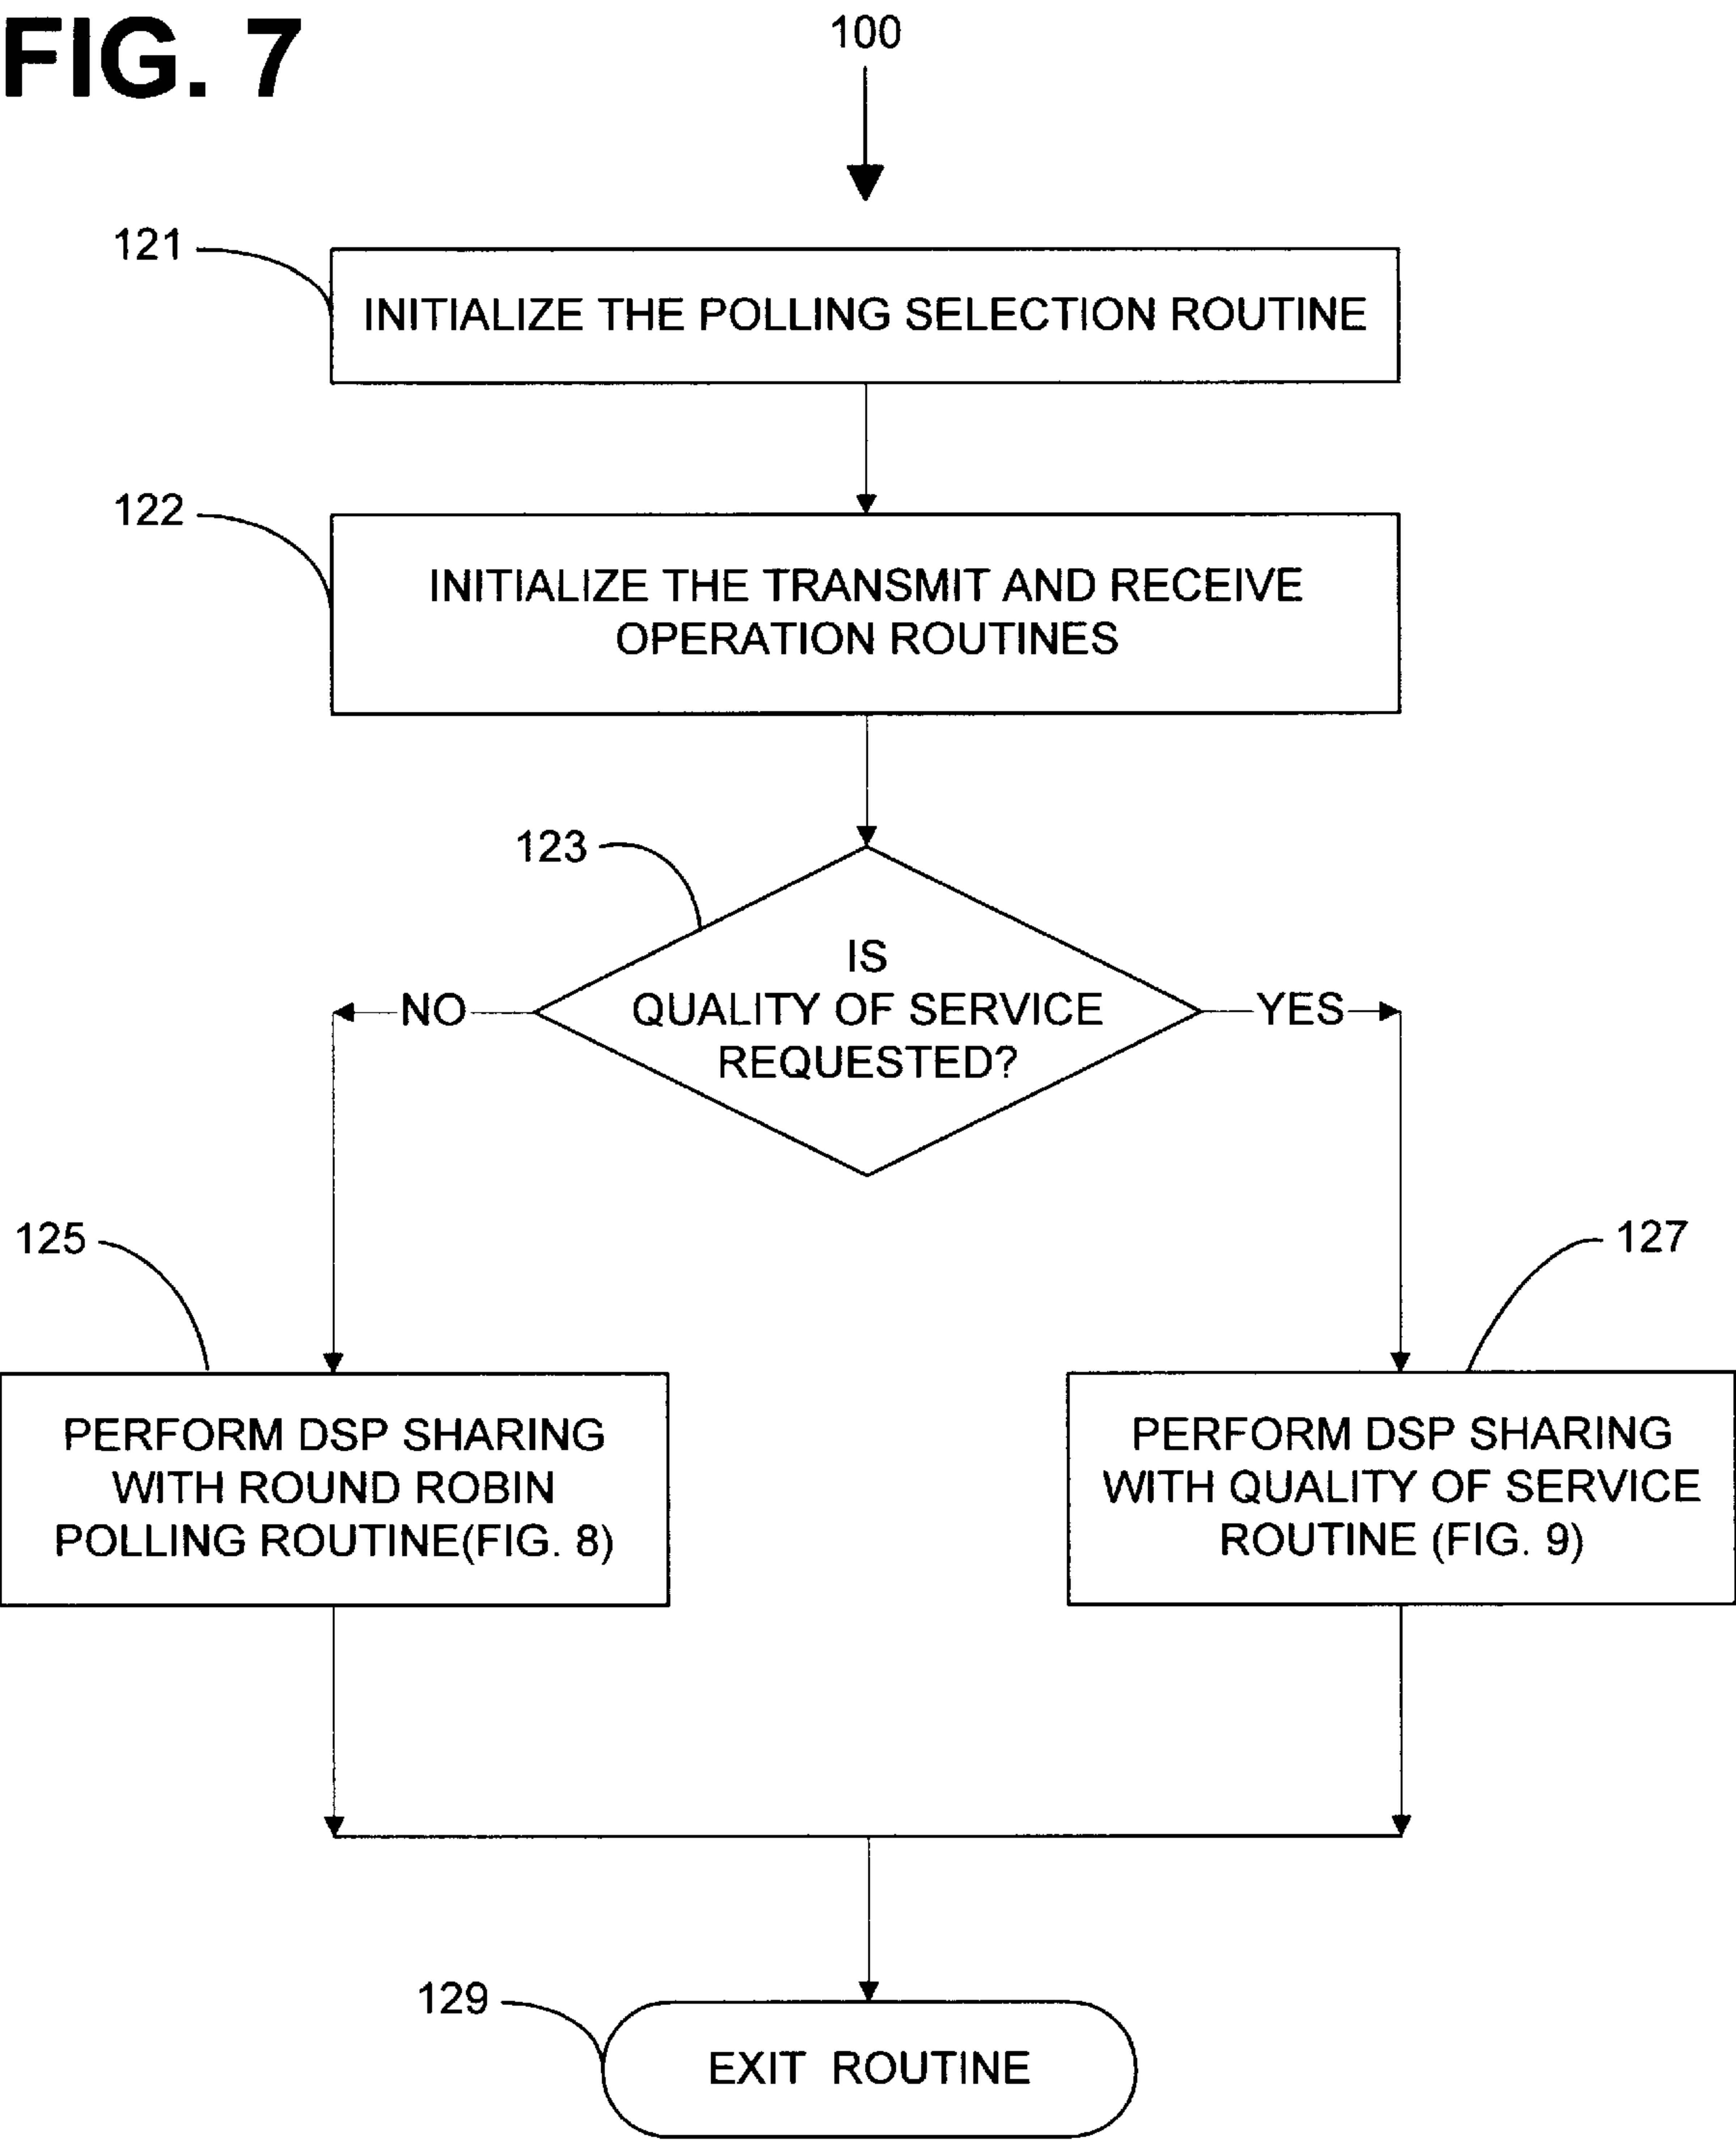 FIG. 7
100
121
INITIALIZE THE POLLING SELECTION ROUTINE
122
INITIALIZE THE TRANSMIT AND RECEIVE
OPERATION ROUTINES
123
IS
QUALITY OF SERVICE
REQUESTED?
NO
YES
125
127
PERFORM DSP SHARING
WITH ROUND ROBIN
POLLING ROUTINE(FIG. 8)
PERFORM DSP SHARING
WITH QUALITY OF SERVICE
ROUTINE (FIG. 9)
129
EXIT ROUTINE